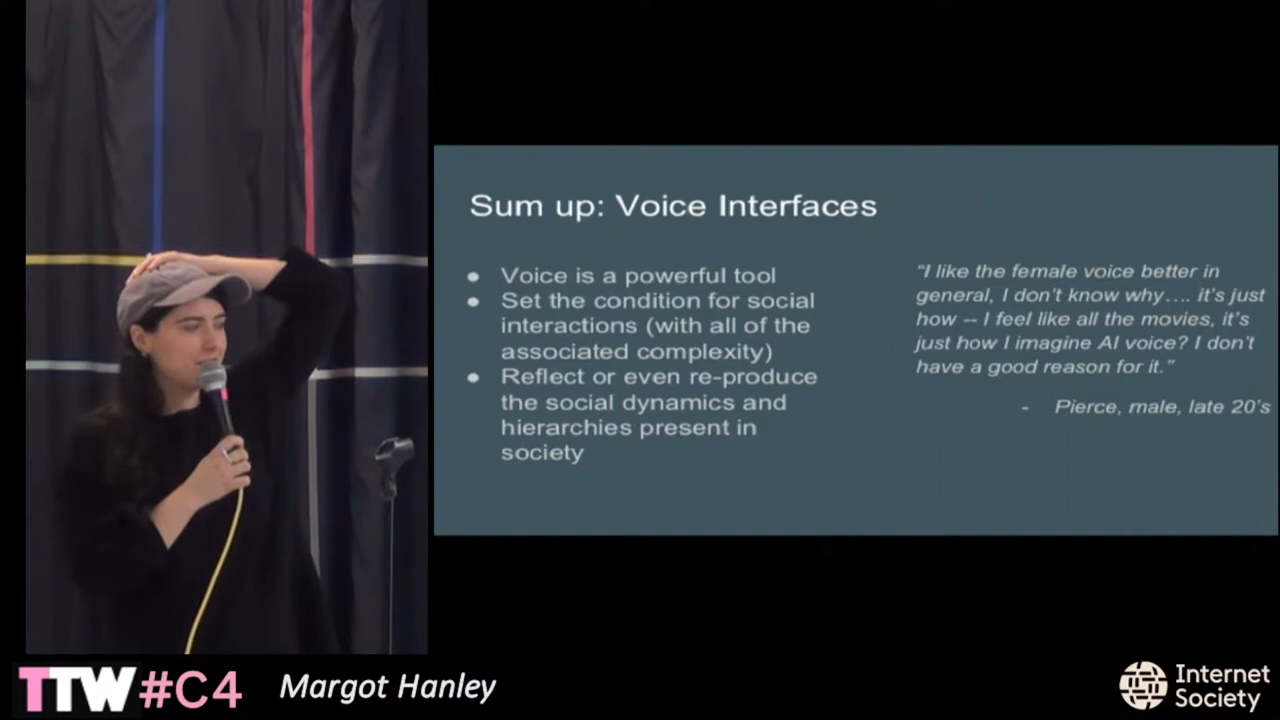 Sum up: Voice Interfaces
● Voice is a powerful tool
● Set the condition for social
interactions (with all of the
associated complexity)
● Reflect or even re-produce
the social dynamics and
hierarchies present in
society
“I like the female voice better in
general, I don’t know why…. it’s just
how -- I feel like all the movies, it’s
just how I imagine AI voice? I don’t
have a good reason for it.”
- Pierce, male, late 20’s
TTW#C4
Margot Hanley
Internet
Society